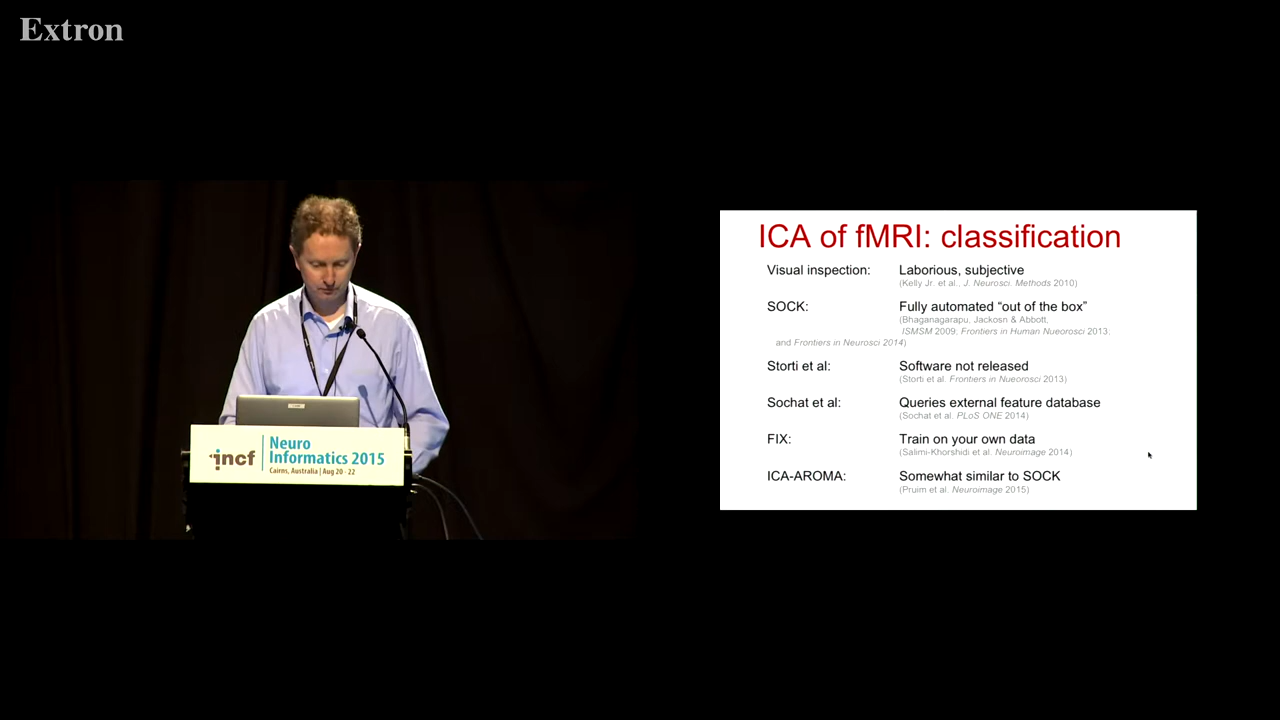 Extron
incf
Neuro
Informatics 2015
Cairns, Australia | Aug 20 - 22
ICA of fMRI: classification
Visual inspection: Laborious, subjective
(Kelly Jr. et al., J. Neurosci. Methods 2010)
SOCK: Fully automated “out of the box”
(Bhaganagarapu, Jackosn & Abbott,
ISMSM 2009; Frontiers in Human Nueorosci 2013;
and Frontiers in Neurosci 2014)
Storti et al: Software not released
(Storti et al. Frontiers in Nueorosci 2013)
Sochat et al: Queries external feature database
(Sochat et al. PLoS ONE 2014)
FIX: Train on your own data
(Salimi-Khorshidi et al. Neuroimage 2014)
ICA-AROMA: Somewhat similar to SOCK
(Pruim et al. Neuroimage 2015)